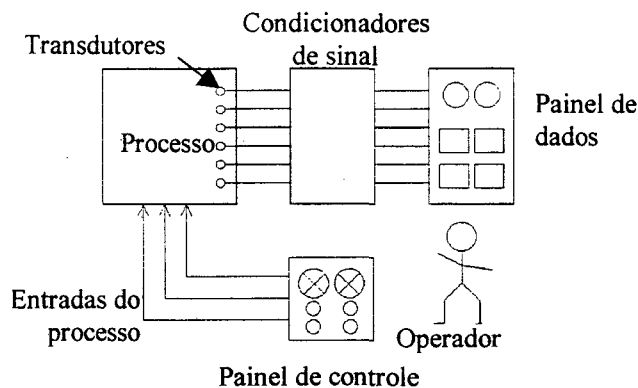 Transdutores
Condicionadores
de sinal
Painel de
dados
Processo
Entradas do
processo
Operador
Painel de controle